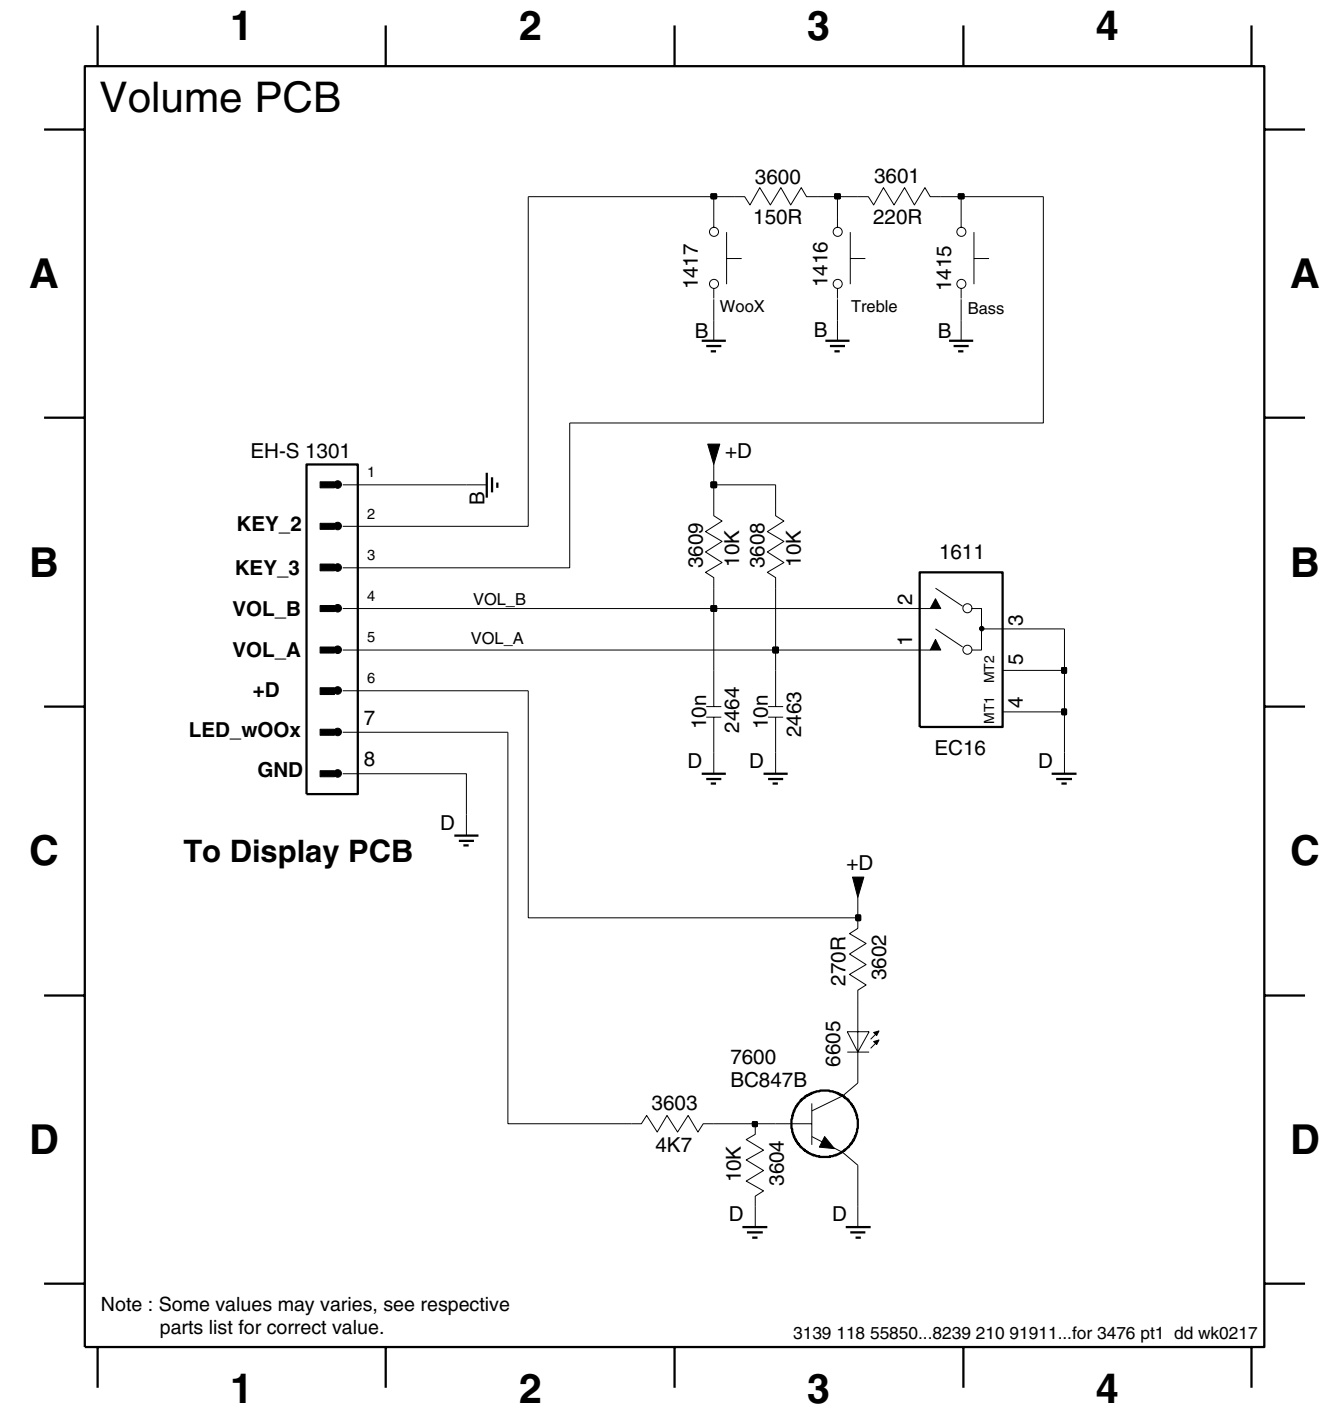 1 2 3 4
Volume PCB
3600 3601
150R 220R
A A
1417 1416 1415
WooX Treble Bass
B B B
EH-S 1301
+D
1
B
KEY_2 2
3609 10K 3608 10K
1611
B B
KEY_3 3
VOL_B 4 VOL_B 2
3
VOL_A 5 VOL_A 1
MT2 5
+D 6
10n 2464 10n 2463
MT1 4
LED_wOOx 7
EC16
GND 8
D D D
D
C C
To Display PCB
+D
270R 3602
6605
7600
BC847B
3603
4K7
D D
10K 3604
D D
Note : Some values may varies, see respective
parts list for correct value.
3139 118 55850...8239 210 91911...for 3476 pt1 dd wk0217
1 2 3 4